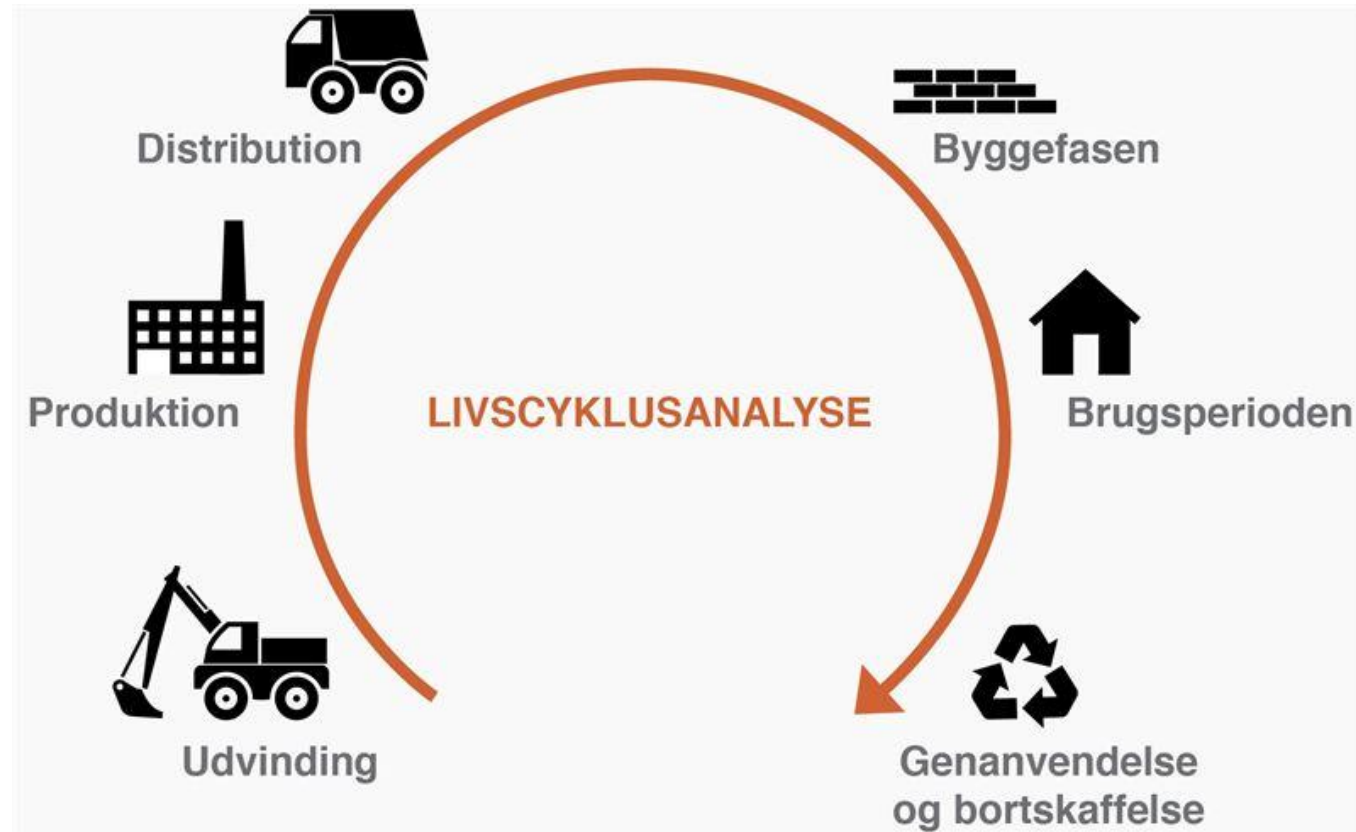 Distribution
Byggefasen
Produktion
LIVSCYKLUSANALYSE
Brugsperioden
Udvinding
Genanvendelse
og bortskaffelse